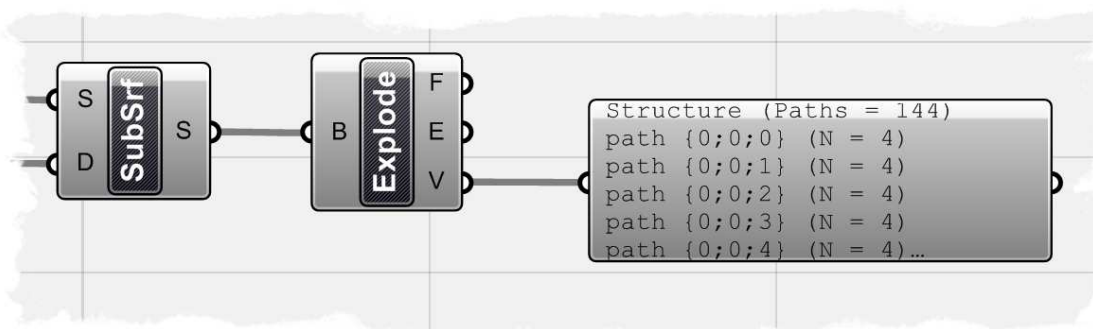 S
D
SubSrf
S
B
Explode
F
E
V
Structure (Paths = 144)
path {0;0;0} (N = 4)
path {0;0;1} (N = 4)
path {0;0;2} (N = 4)
path {0;0;3} (N = 4)
path {0;0;4} (N = 4)…